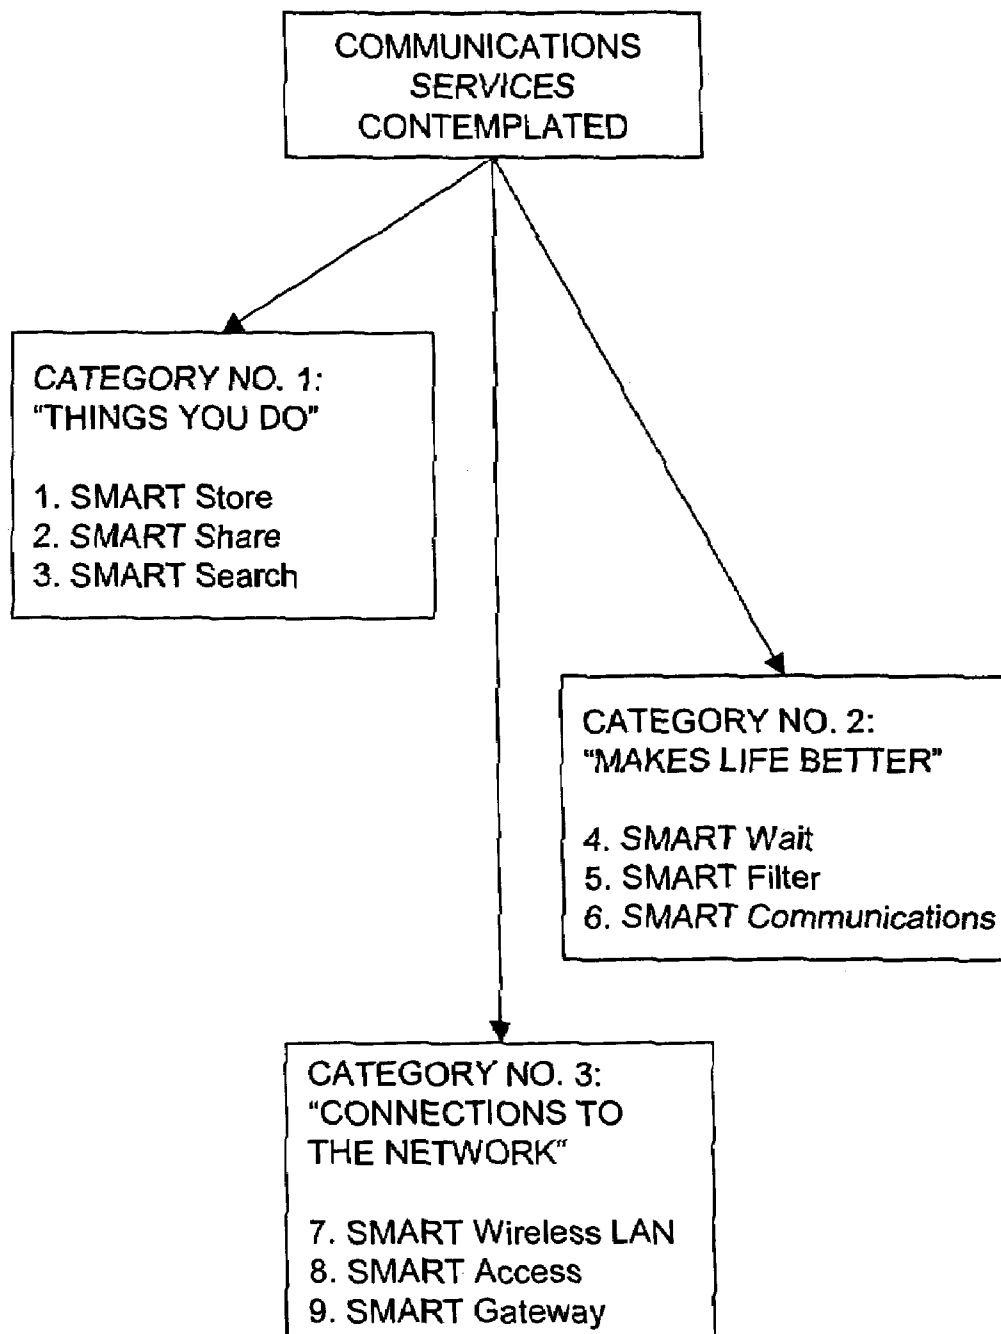 COMMUNICATIONS
SERVICES
CONTEMPLATED
CATEGORY NO. 1:
“THINGS YOU DO”
1. SMART Store
2. SMART Share
3. SMART Search
CATEGORY NO. 2:
“MAKES LIFE BETTER”
4. SMART Wait
5. SMART Filter
6. SMART Communications
CATEGORY NO. 3:
“CONNECTIONS TO
THE NETWORK“
7. SMART Wireless LAN
8. SMART Access
9. SMART Gateway